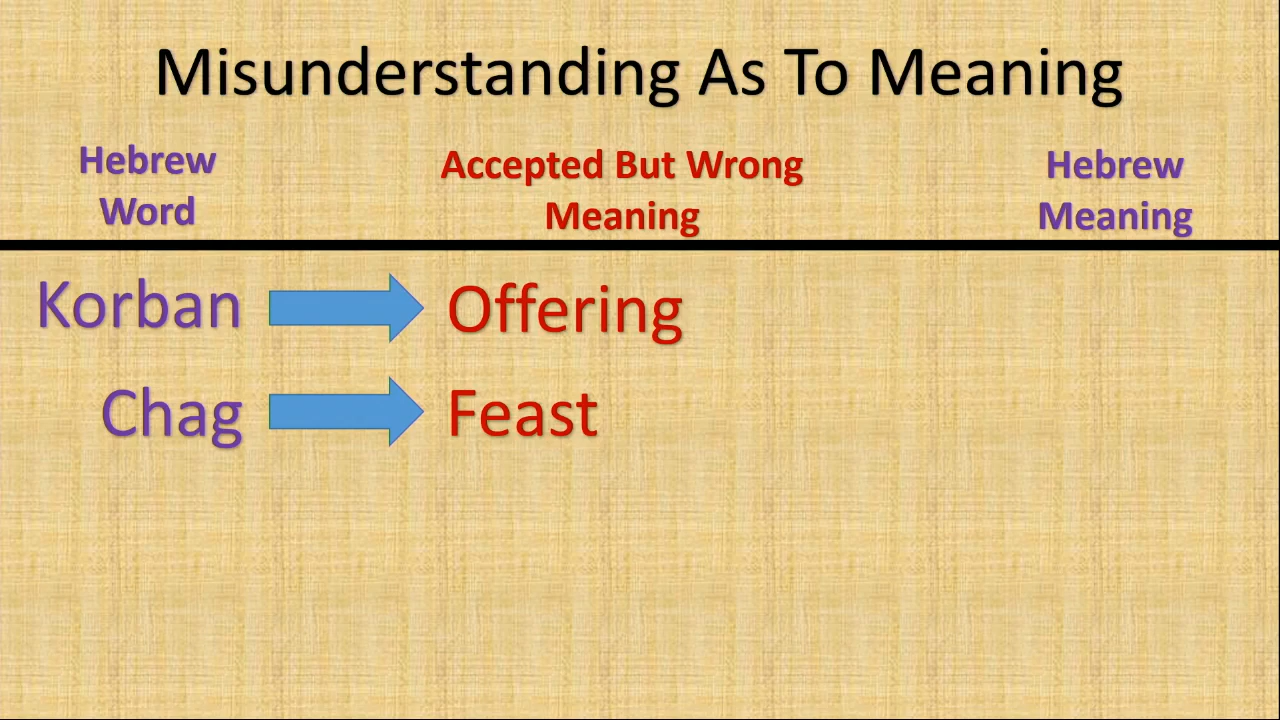 Misunderstanding As To Meaning
Hebrew
Word
Accepted But Wrong
Meaning
Hebrew
Meaning
Korban
Offering
Chag
Feast